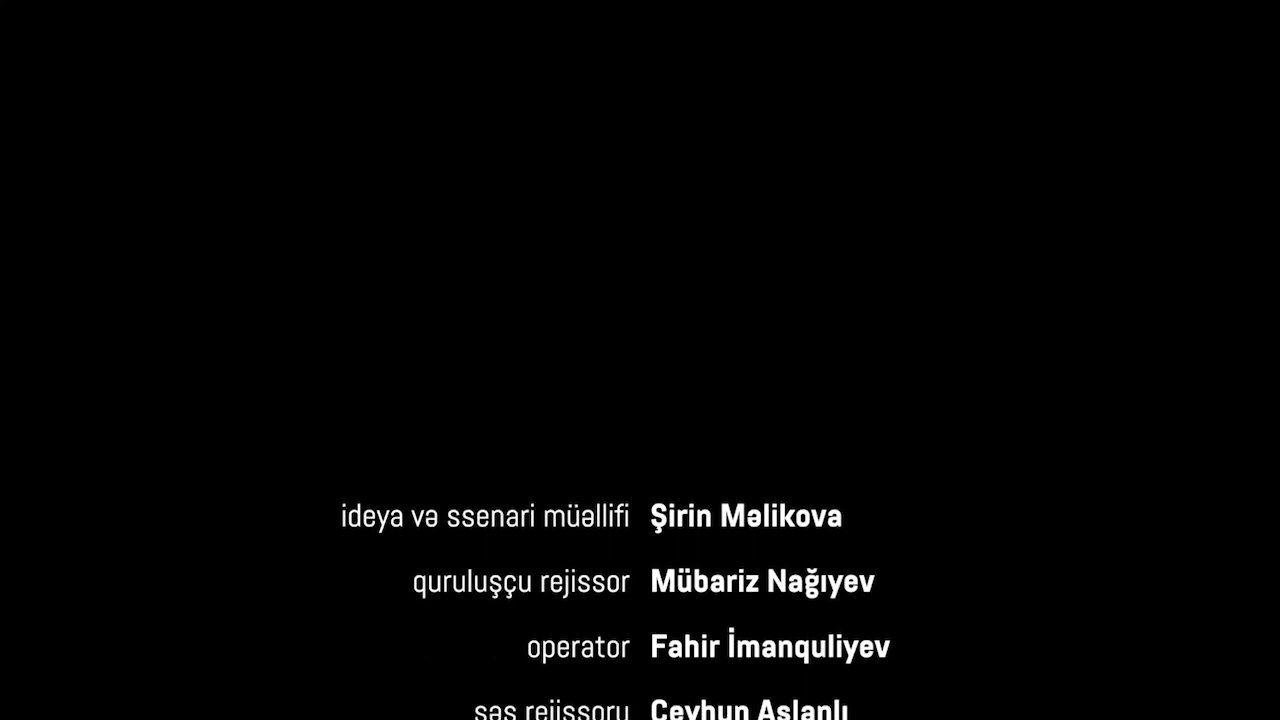 ideya və ssenari müəllifi Şirin Məlikova
quruluşçu rejissor Mübariz Nağıyev
operator Fahir İmanquliyev
səs rejissoru Ceyhun Aslanlı